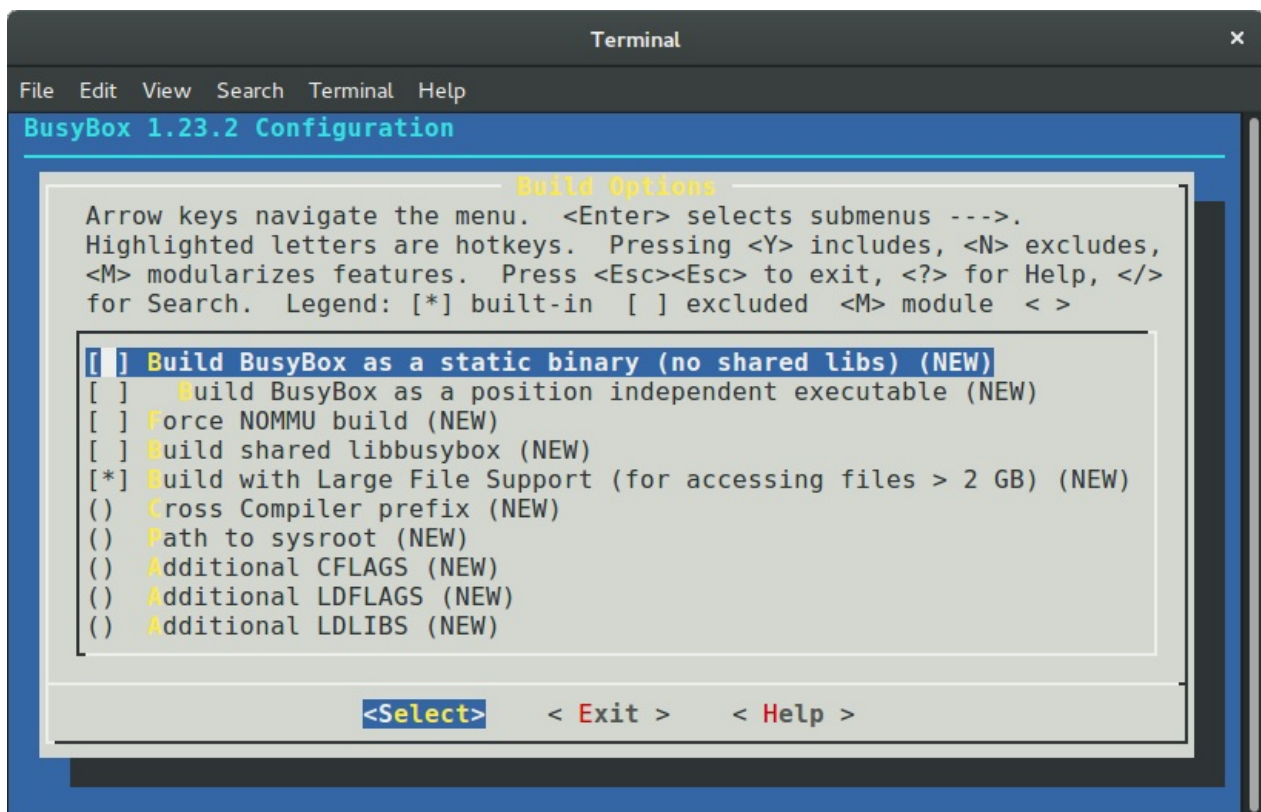 Terminal ×
File Edit View Search Terminal Help
BusyBox 1.23.2 Configuration
Build Options
Arrow keys navigate the menu.  <Enter> selects submenus --->.
Highlighted letters are hotkeys.  Pressing <Y> includes, <N> excludes,
<M> modularizes features.  Press <Esc><Esc> to exit, <?> for Help, </>
for Search.  Legend: [*] built-in  [ ] excluded  <M> module  < >
[ ] Build BusyBox as a static binary (no shared libs) (NEW)
[ ]   Build BusyBox as a position independent executable (NEW)
[ ] Force NOMMU build (NEW)
[ ] Build shared libbusybox (NEW)
[*] Build with Large File Support (for accessing files > 2 GB) (NEW)
()  Cross Compiler prefix (NEW)
()  Path to sysroot (NEW)
()  Additional CFLAGS (NEW)
()  Additional LDFLAGS (NEW)
()  Additional LDLIBS (NEW)
<Select>    < Exit >    < Help >